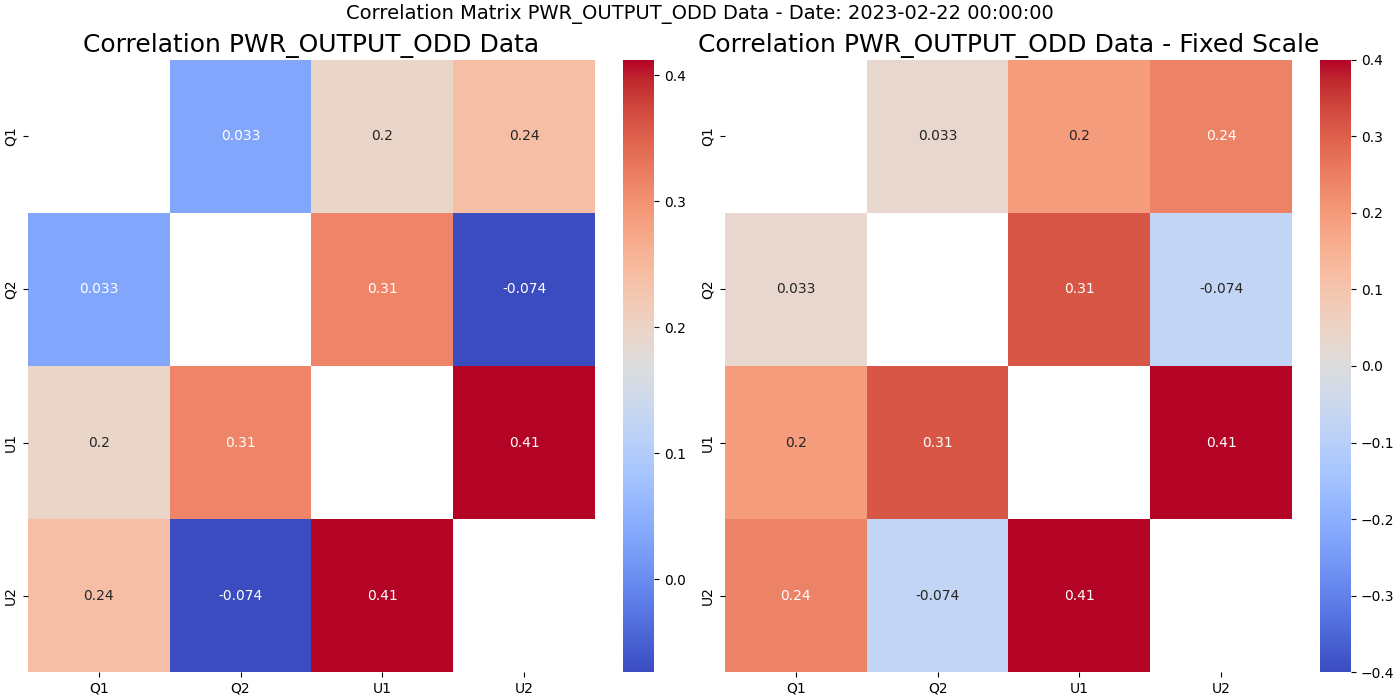 Correlation Matrix PWR_OUTPUT_ODD Data - Date: 2023-02-22 00:00:00
Correlation PWR_OUTPUT_ODD Data
Q1
0.033
0.2
0.24
Q2
0.033
0.31
-0.074
U1
0.2
0.31
0.41
U2
0.24
-0.074
0.41
Q1
Q2
U1
U2
0.4
0.3
0.2
0.1
0.0
Correlation PWR_OUTPUT_ODD Data - Fixed Scale
Q1
0.033
0.2
0.24
Q2
0.033
0.31
-0.074
U1
0.2
0.31
0.41
U2
0.24
-0.074
0.41
Q1
Q2
U1
U2
0.4
0.3
0.2
0.1
0.0
−0.1
−0.2
−0.3
−0.4